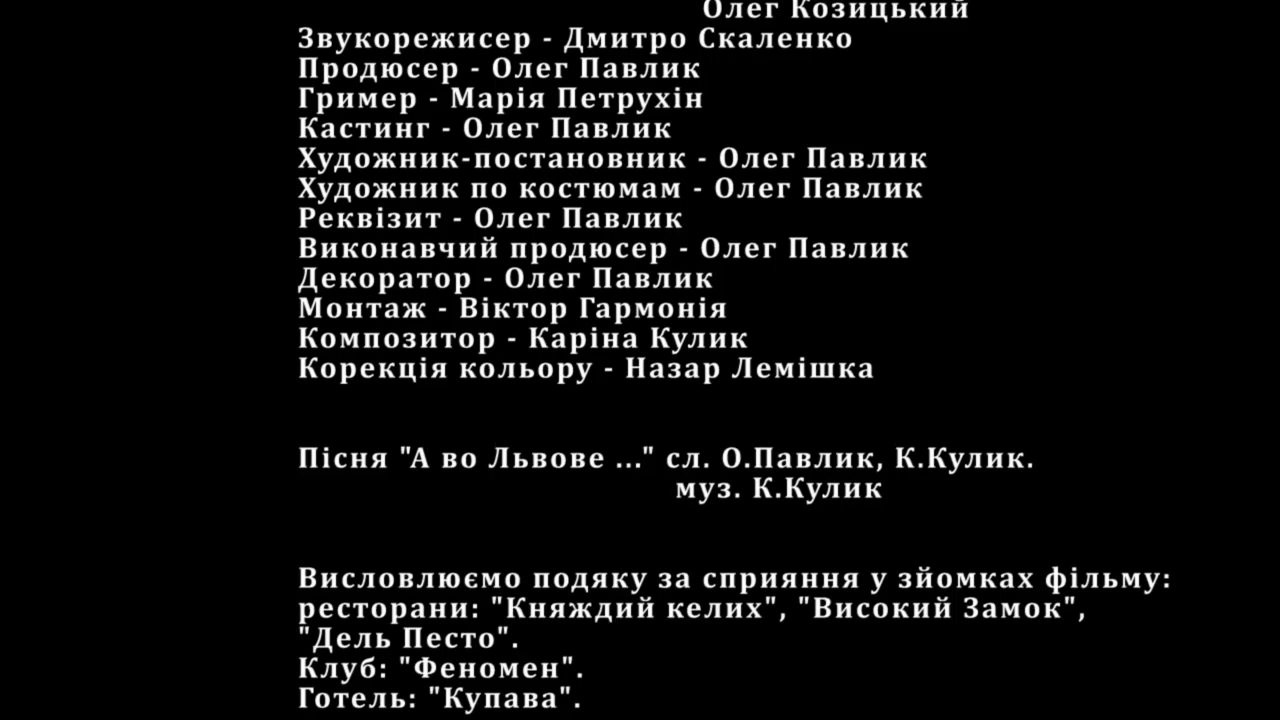 Олег Козицький
Звукорежисер - Дмитро Скаленко
Продюсер - Олег Павлик
Гример - Марія Петрухін
Кастинг - Олег Павлик
Художник-постановник - Олег Павлик
Художник по костюмам - Олег Павлик
Реквізит - Олег Павлик
Виконавчий продюсер - Олег Павлик
Декоратор - Олег Павлик
Монтаж - Віктор Гармонія
Композитор - Каріна Кулик
Корекція кольору - Назар Лемішка
Пісня "А во Львове ..." сл. О.Павлик, К.Кулик.
муз. К.Кулик
Висловлюємо подяку за сприяння у зйомках фільму:
ресторани: "Княждий келих", "Високий Замок",
"Дель Песто".
Клуб: "Феномен".
Готель: "Купава".